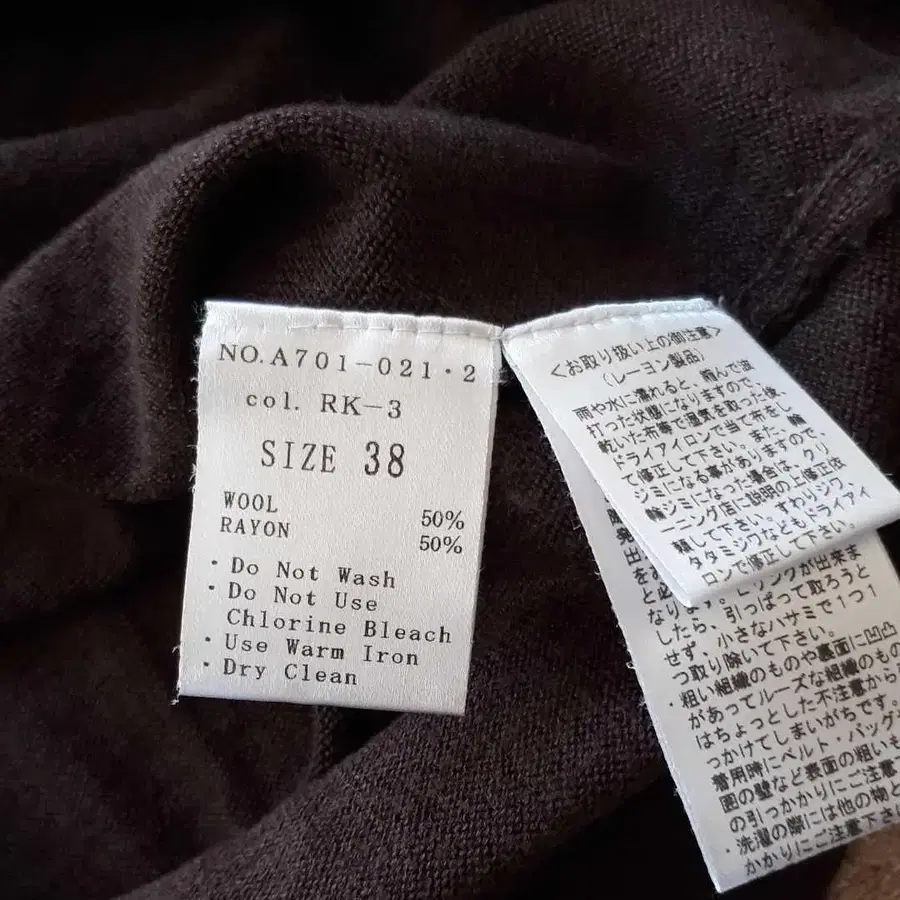 NO.A701-021・2
col. RK-3
SIZE 38
WOOL 50%
RAYON 50%
・Do Not Wash
・Do Not Use
Chlorine Bleach
・Use Warm Iron
・Dry Clean
<お取り扱い上の御注意>
(レーヨン製品)
雨や水に濡れると、縮んで波
打った状態になりますので、
乾いた布等で湿気を取った後、
ドライアイロンで当て布をし
て修正して下さい。また、輪
ジミになる事がありますので、
輪ジミになった場合は、クリ
ーニング店に説明の上修正依
頼して下さい。すわりジワ、
タタミジワなどもドライアイ
ロンで修正して下さい。
なります。ピリングが出来ま
したら、引っぱって取ろうと
せず、小さなハサミで1つ1
つ取り除いて下さい。
・粗い組織のものや裏面に凹凸
があってルーズな組織のもの
はちょっとした不注意から
っかけてしまいがちです。
着用時にベルト・バッグ
囲の壁など表面の粗いも
の引っかかりにご注意
・洗濯の際には他の物と
かかりにご注意下さ